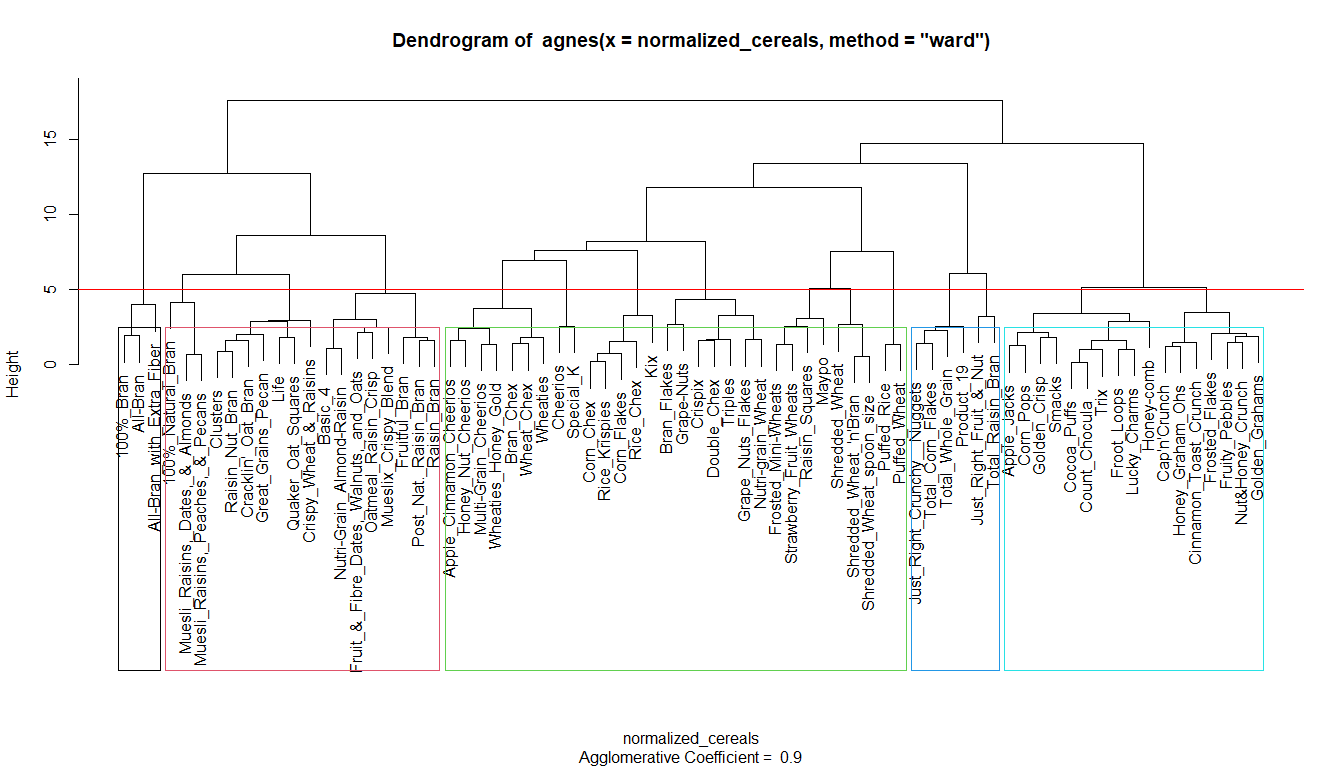 Dendrogram of agnes(x = normalized_cereals, method = "ward")
Height
15
10
5
0
100%_Bran
All-Bran
All-Bran_with_Extra_Fiber
100%_Natural_Bran
Muesli_Raisins,_Dates,_&_Almonds
Muesli_Raisins,_Peaches,_&_Pecans
Clusters
Raisin_Nut_Bran
Cracklin'_Oat_Bran
Great_Grains_Pecan
Life
Quaker_Oat_Squares
Crispy_Wheat_&_Raisins
Basic_4
Nutri-Grain_Almond-Raisin
Fruit_&_Fibre_Dates,_Walnuts,_and_Oats
Oatmeal_Raisin_Crisp
Mueslix_Crispy_Blend
Fruitful_Bran
Post_Nat._Raisin_Bran
Raisin_Bran
Apple_Cinnamon_Cheerios
Honey_Nut_Cheerios
Multi-Grain_Cheerios
Wheaties_Honey_Gold
Bran_Chex
Wheat_Chex
Wheaties
Cheerios
Special_K
Corn_Chex
Rice_Krispies
Corn_Flakes
Rice_Chex
Kix
Bran_Flakes
Grape-Nuts
Crispix
Double_Chex
Triples
Grape_Nuts_Flakes
Nutri-grain_Wheat
Frosted_Mini-Wheats
Strawberry_Fruit_Wheats
Raisin_Squares
Maypo
Shredded_Wheat
Shredded_Wheat_'n'Bran
Shredded_Wheat_spoon_size
Puffed_Rice
Puffed_Wheat
Just_Right_Crunchy__Nuggets
Total_Corn_Flakes
Total_Whole_Grain
Product_19
Just_Right_Fruit_&_Nut
Total_Raisin_Bran
Apple_Jacks
Corn_Pops
Golden_Crisp
Smacks
Cocoa_Puffs
Count_Chocula
Trix
Froot_Loops
Lucky_Charms
Honey-comb
Cap'n'Crunch
Honey_Graham_Ohs
Cinnamon_Toast_Crunch
Frosted_Flakes
Fruity_Pebbles
Nut&Honey_Crunch
Golden_Grahams
normalized_cereals
Agglomerative Coefficient = 0.9